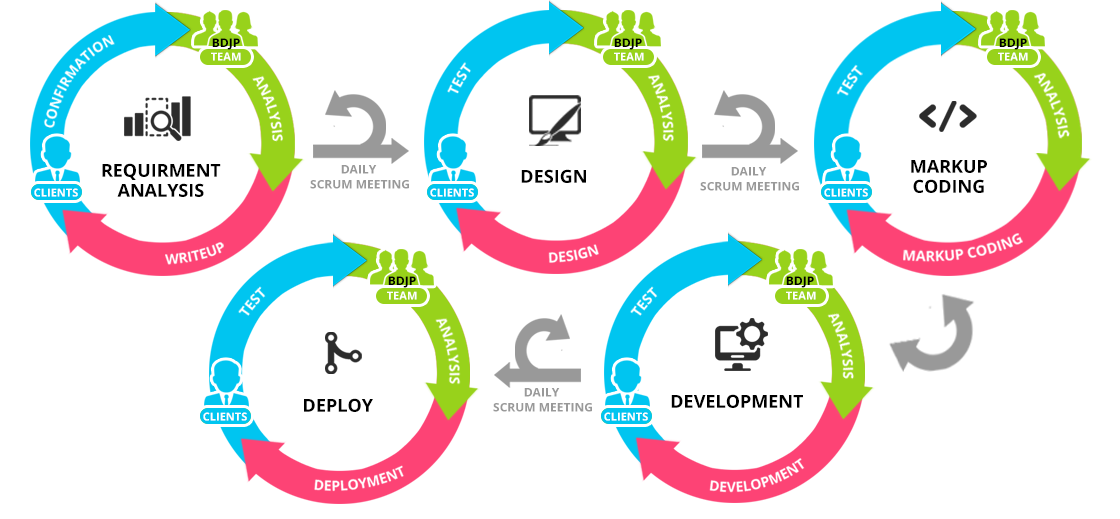 CONFIRMATION
BDJP
TEAM
ANALYSIS
CLIENTS
REQUIRMENT
ANALYSIS
WRITEUP
DAILY
SCRUM MEETING
TEST
BDJP
TEAM
ANALYSIS
CLIENTS
DESIGN
DESIGN
DAILY
SCRUM MEETING
TEST
BDJP
TEAM
ANALYSIS
CLIENTS
MARKUP
CODING
MARKUP CODING
TEST
BDJP
TEAM
ANALYSIS
CLIENTS
DEPLOY
DEPLOYMENT
DAILY
SCRUM MEETING
TEST
BDJP
TEAM
ANALYSIS
CLIENTS
DEVELOPMENT
DEVELOPMENT